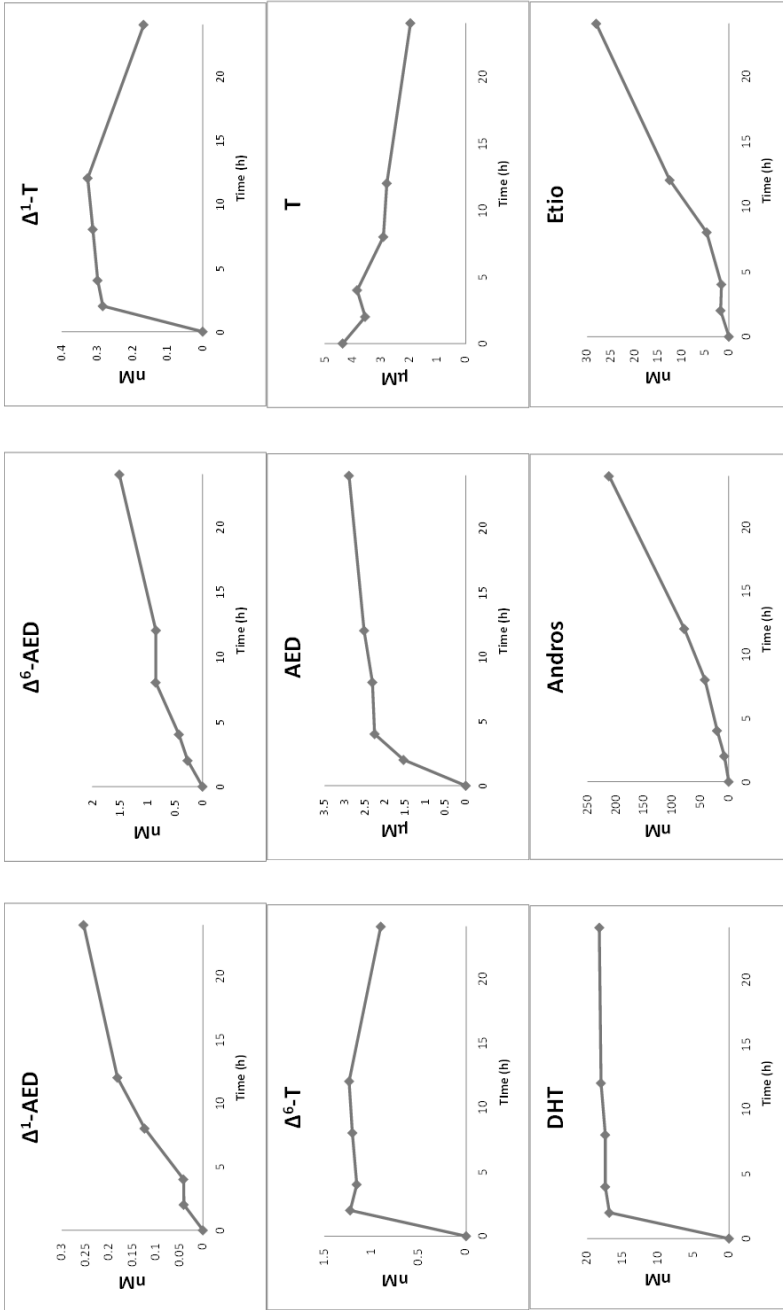 Δ¹-AED
nM
0.3
0.25
0.2
0.15
0.1
0.05
0
0 5 10 15 20
Time (h)
Δ⁶-AED
nM
2
1.5
1
0.5
0
0 5 10 15 20
Time (h)
Δ¹-T
nM
0.4
0.3
0.2
0.1
0
0 5 10 15 20
Time (h)
Δ⁶-T
nM
1.5
1
0.5
0
0 5 10 15 20
TIme (h)
AED
µM
3.5
3
2.5
2
1.5
1
0.5
0
0 5 10 15 20
Time (h)
T
µM
5
4
3
2
1
0
0 5 10 15 20
Time (h)
DHT
nM
20
15
10
5
0
0 5 10 15 20
Time (h)
Andros
nM
250
200
150
100
50
0
0 5 10 15 20
Time (h)
Etio
nM
30
25
20
15
10
5
0
0 5 10 15 20
Time (h)